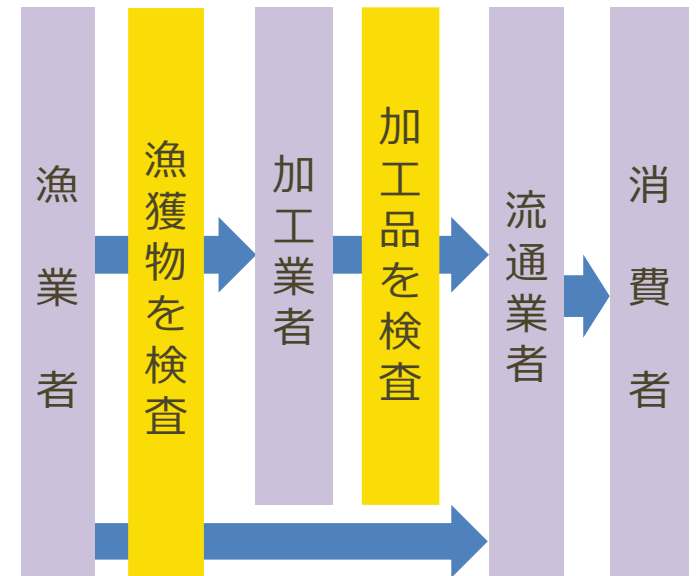 漁業者
漁獲物を検査
加工業者
加工品を検査
流通業者
消費者